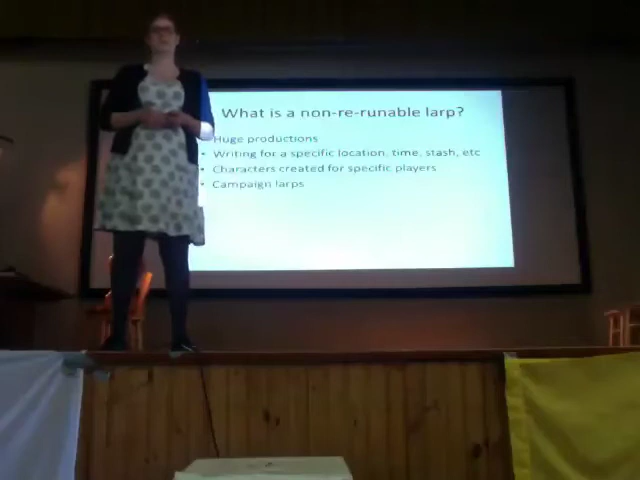 What is a non-re-runable larp?
Huge productions
• Writing for a specific location, time, stash, etc
• Characters created for specific players
• Campaign larps